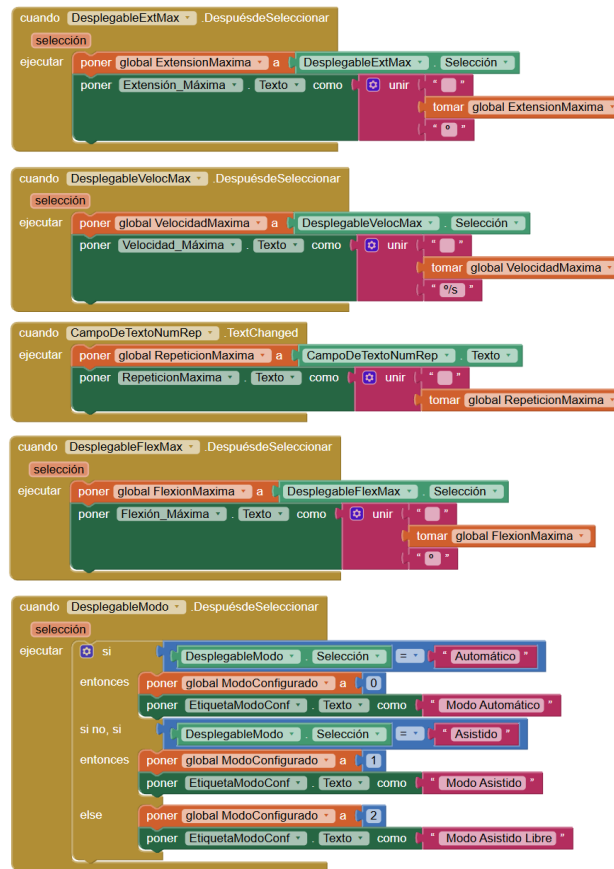 cuando DesplegableExtMax .DespuésdeSeleccionar
selección
ejecutar poner global ExtensionMaxima a DesplegableExtMax . Selección
poner Extensión_Máxima . Texto como unir " "
tomar global ExtensionMaxima
" º "
cuando DesplegableVelocMax .DespuésdeSeleccionar
selección
ejecutar poner global VelocidadMaxima a DesplegableVelocMax . Selección
poner Velocidad_Máxima . Texto como unir " "
tomar global VelocidadMaxima
" º/s "
cuando CampoDeTextoNumRep .TextChanged
ejecutar poner global RepeticionMaxima a CampoDeTextoNumRep . Texto
poner RepeticionMaxima . Texto como unir " "
tomar global RepeticionMaxima
cuando DesplegableFlexMax .DespuésdeSeleccionar
selección
ejecutar poner global FlexionMaxima a DesplegableFlexMax . Selección
poner Flexión_Máxima . Texto como unir " "
tomar global FlexionMaxima
" º "
cuando DesplegableModo .DespuésdeSeleccionar
selección
ejecutar si DesplegableModo . Selección = " Automático "
entonces poner global ModoConfigurado a 0
poner EtiquetaModoConf . Texto como " Modo Automático "
si no, si DesplegableModo . Selección = " Asistido "
entonces poner global ModoConfigurado a 1
poner EtiquetaModoConf . Texto como " Modo Asistido "
else poner global ModoConfigurado a 2
poner EtiquetaModoConf . Texto como " Modo Asistido Libre "